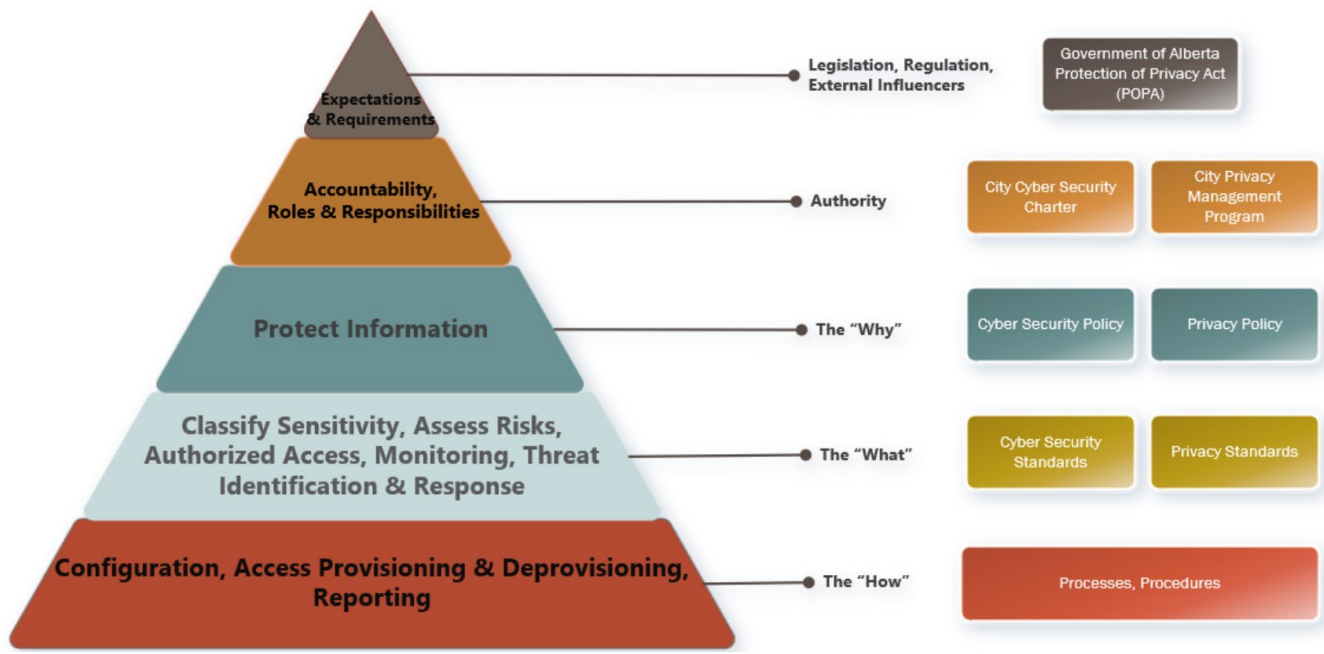 Expectations
& Requirements
Legislation, Regulation,
External Influencers
Government of Alberta
Protection of Privacy Act
(POPA)
Accountability,
Roles & Responsibilities
Authority
City Cyber Security
Charter
City Privacy
Management
Program
Protect Information
The “Why”
Cyber Security Policy
Privacy Policy
Classify Sensitivity, Assess Risks,
Authorized Access, Monitoring, Threat
Identification & Response
The “What”
Cyber Security
Standards
Privacy Standards
Configuration, Access Provisioning & Deprovisioning,
Reporting
The “How”
Processes, Procedures